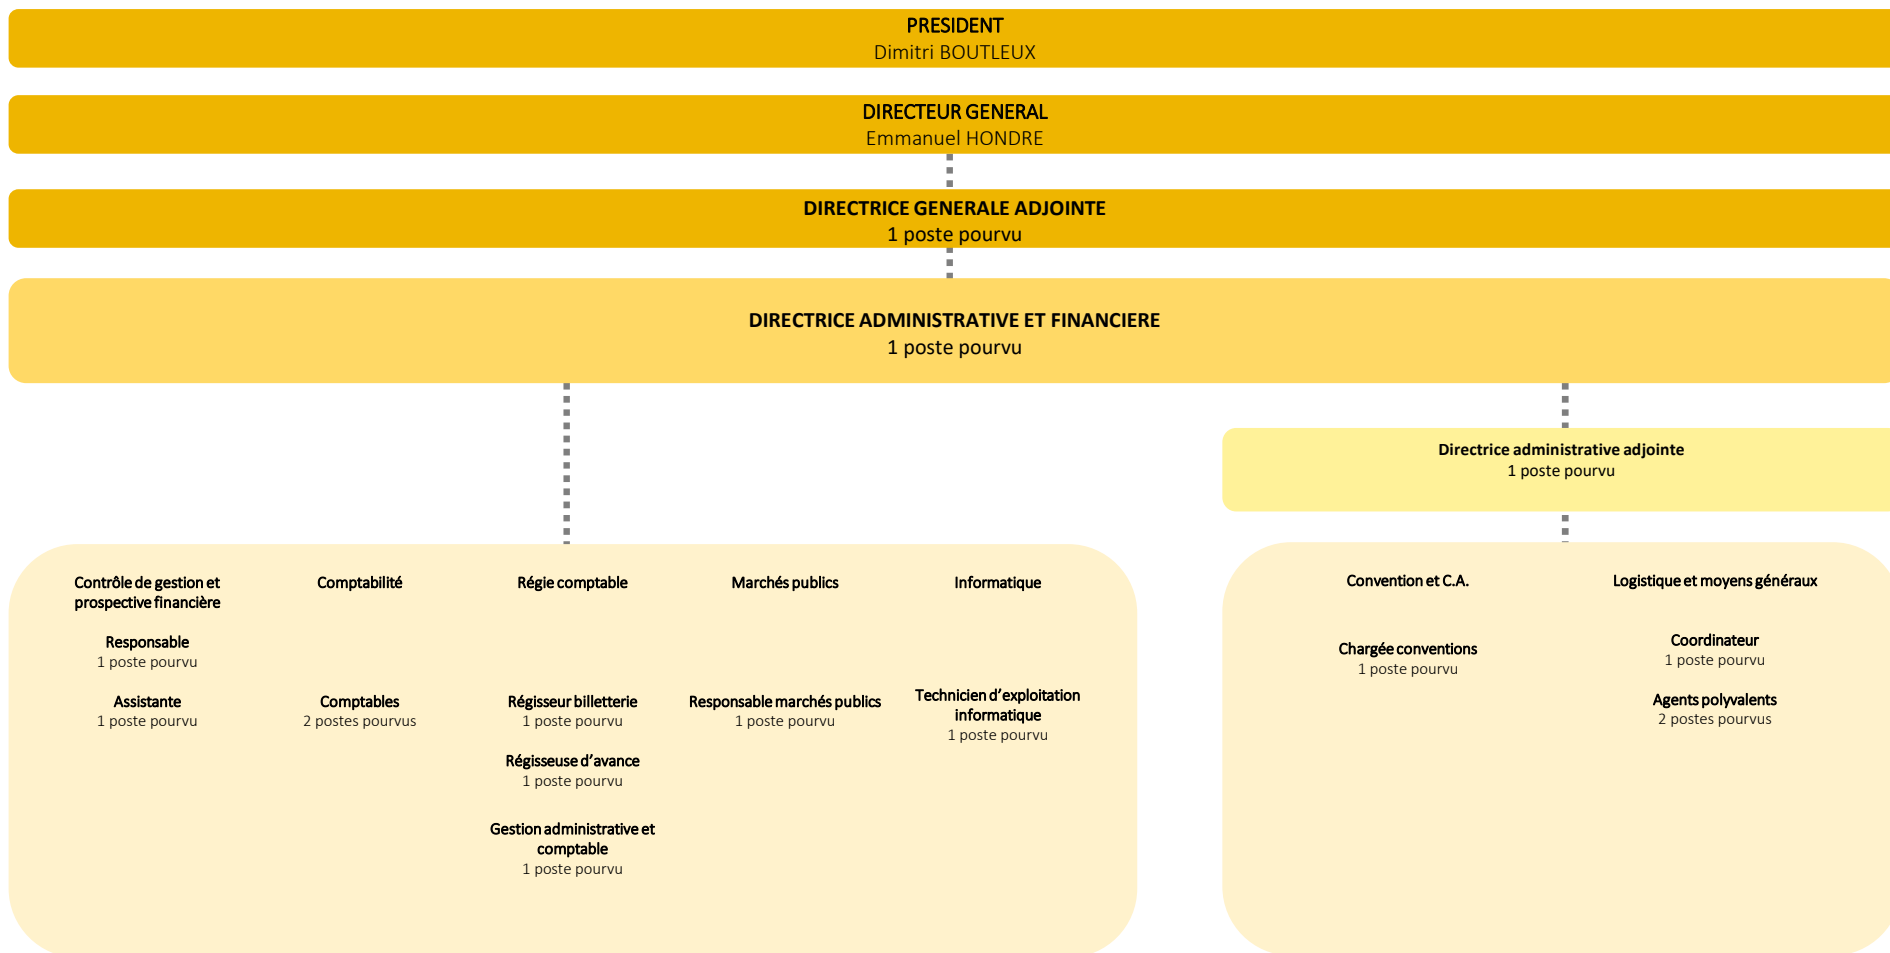 PRESIDENT
Dimitri BOUTLEUX
DIRECTEUR GENERAL
Emmanuel HONDRE
DIRECTRICE GENERALE ADJOINTE
1 poste pourvu
DIRECTRICE ADMINISTRATIVE ET FINANCIERE
1 poste pourvu
Directrice administrative adjointe
1 poste pourvu
Contrôle de gestion et
prospective financière
Responsable
1 poste pourvu
Assistante
1 poste pourvu
Comptabilité
Comptables
2 postes pourvus
Régie comptable
Régisseur billetterie
1 poste pourvu
Régisseuse d’avance
1 poste pourvu
Gestion administrative et
comptable
1 poste pourvu
Marchés publics
Responsable marchés publics
1 poste pourvu
Informatique
Technicien d’exploitation
informatique
1 poste pourvu
Convention et C.A.
Chargée conventions
1 poste pourvu
Logistique et moyens généraux
Coordinateur
1 poste pourvu
Agents polyvalents
2 postes pourvus